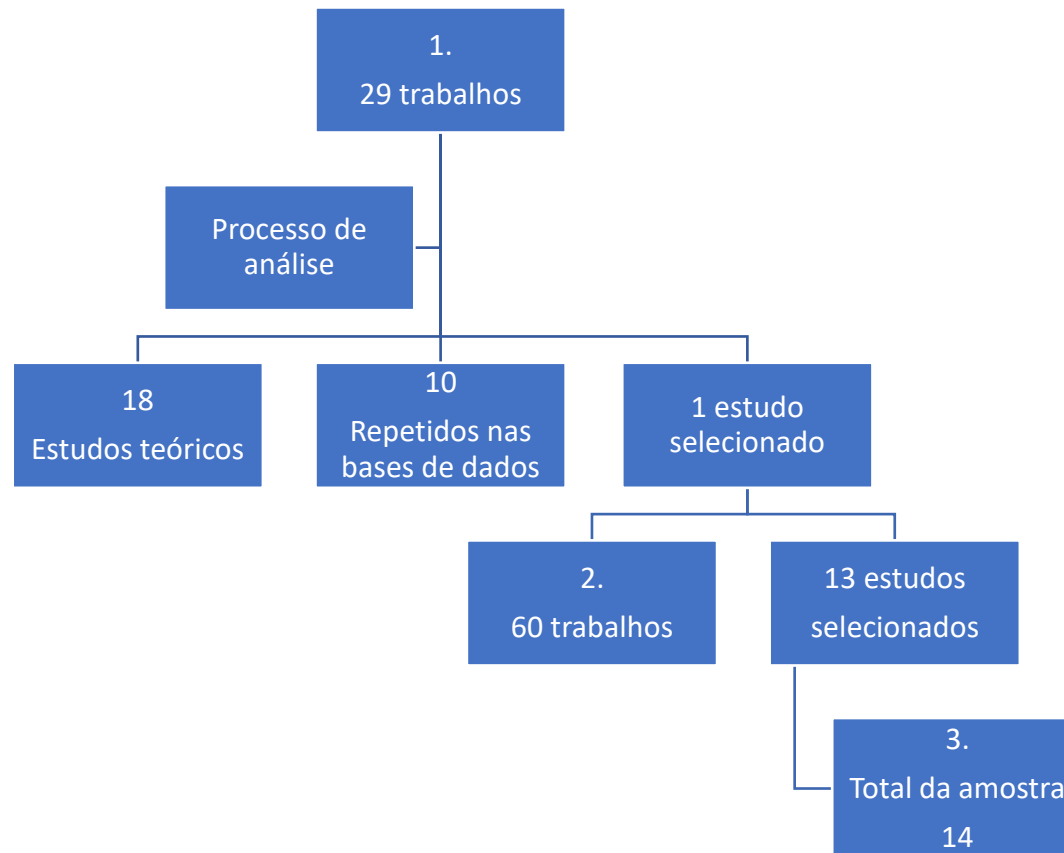 1.
29 trabalhos
Processo de
análise
18
Estudos teóricos
10
Repetidos nas
bases de dados
1 estudo
selecionado
2.
60 trabalhos
13 estudos
selecionados
3.
Total da amostra
14